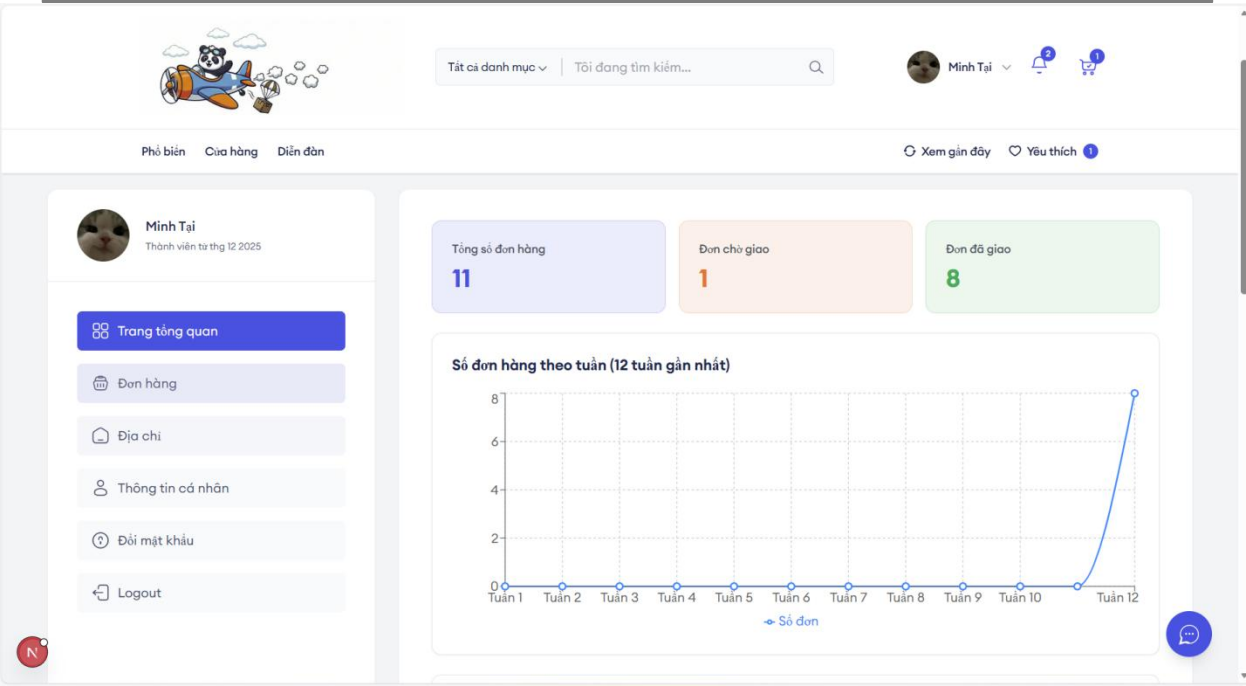 Tất cả danh mục
Tôi đang tìm kiếm...
Minh Tại
2
1
Phổ biến
Cửa hàng
Diễn đàn
Xem gần đây
Yêu thích 1
Minh Tại
Thành viên từ thg 12 2025
Trang tổng quan
Đơn hàng
Địa chỉ
Thông tin cá nhân
Đổi mật khẩu
Logout
N
Tổng số đơn hàng
11
Đơn chờ giao
1
Đơn đã giao
8
Số đơn hàng theo tuần (12 tuần gần nhất)
8
6
4
2
0
Tuần 1
Tuần 2
Tuần 3
Tuần 4
Tuần 5
Tuần 6
Tuần 7
Tuần 8
Tuần 9
Tuần 10
Tuần 12
Số đơn